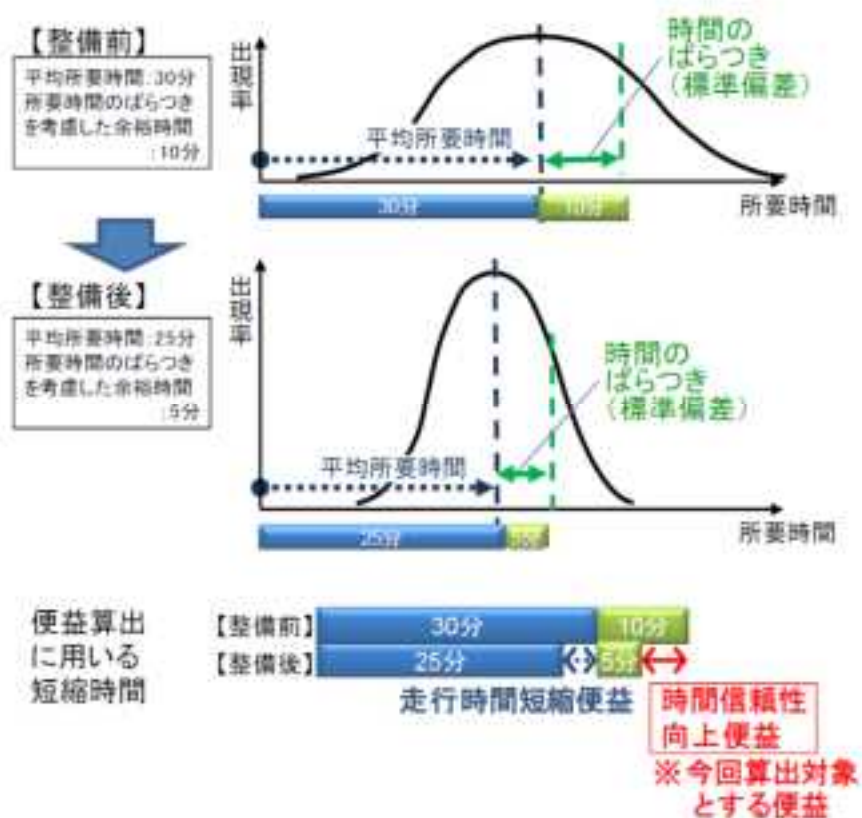 【整備前】
平均所要時間:30分
所要時間のばらつき
を考慮した余裕時間
:10分
出現率
時間の
ばらつき
(標準偏差)
平均所要時間
30分
10分
所要時間
【整備後】
平均所要時間:25分
所要時間のばらつき
を考慮した余裕時間
:5分
出現率
時間の
ばらつき
(標準偏差)
平均所要時間
25分
5分
所要時間
便益算出
に用いる
短縮時間
【整備前】
30分
10分
【整備後】
25分
5分
走行時間短縮便益
時間信頼性
向上便益
※今回算出対象
とする便益